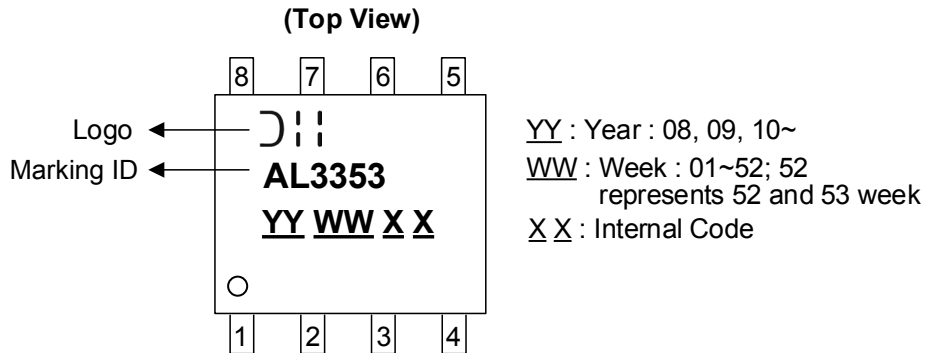 (Top View)
8 7 6 5
Logo
Marking ID
AL3353
YY WW X X
YY : Year : 08, 09, 10~
WW : Week : 01~52; 52
represents 52 and 53 week
X X : Internal Code
1 2 3 4